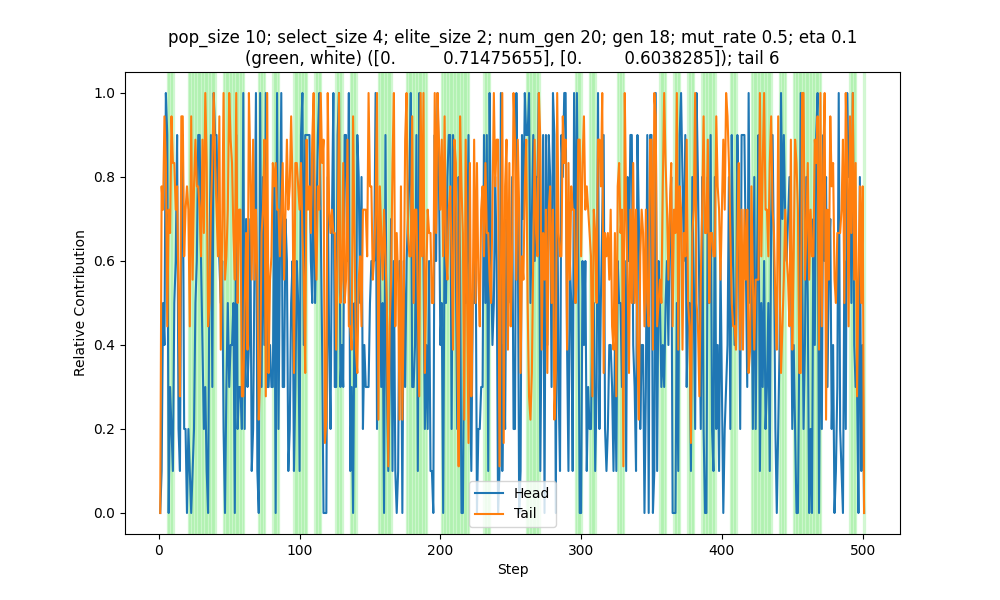 pop_size 10; select_size 4; elite_size 2; num_gen 20; gen 18; mut_rate 0.5; eta 0.1
(green, white) ([0. 0.71475655], [0. 0.6038285]); tail 6
Relative Contribution
1.0
0.8
0.6
0.4
0.2
0.0
Head
Tail
0 100 200 300 400 500
Step